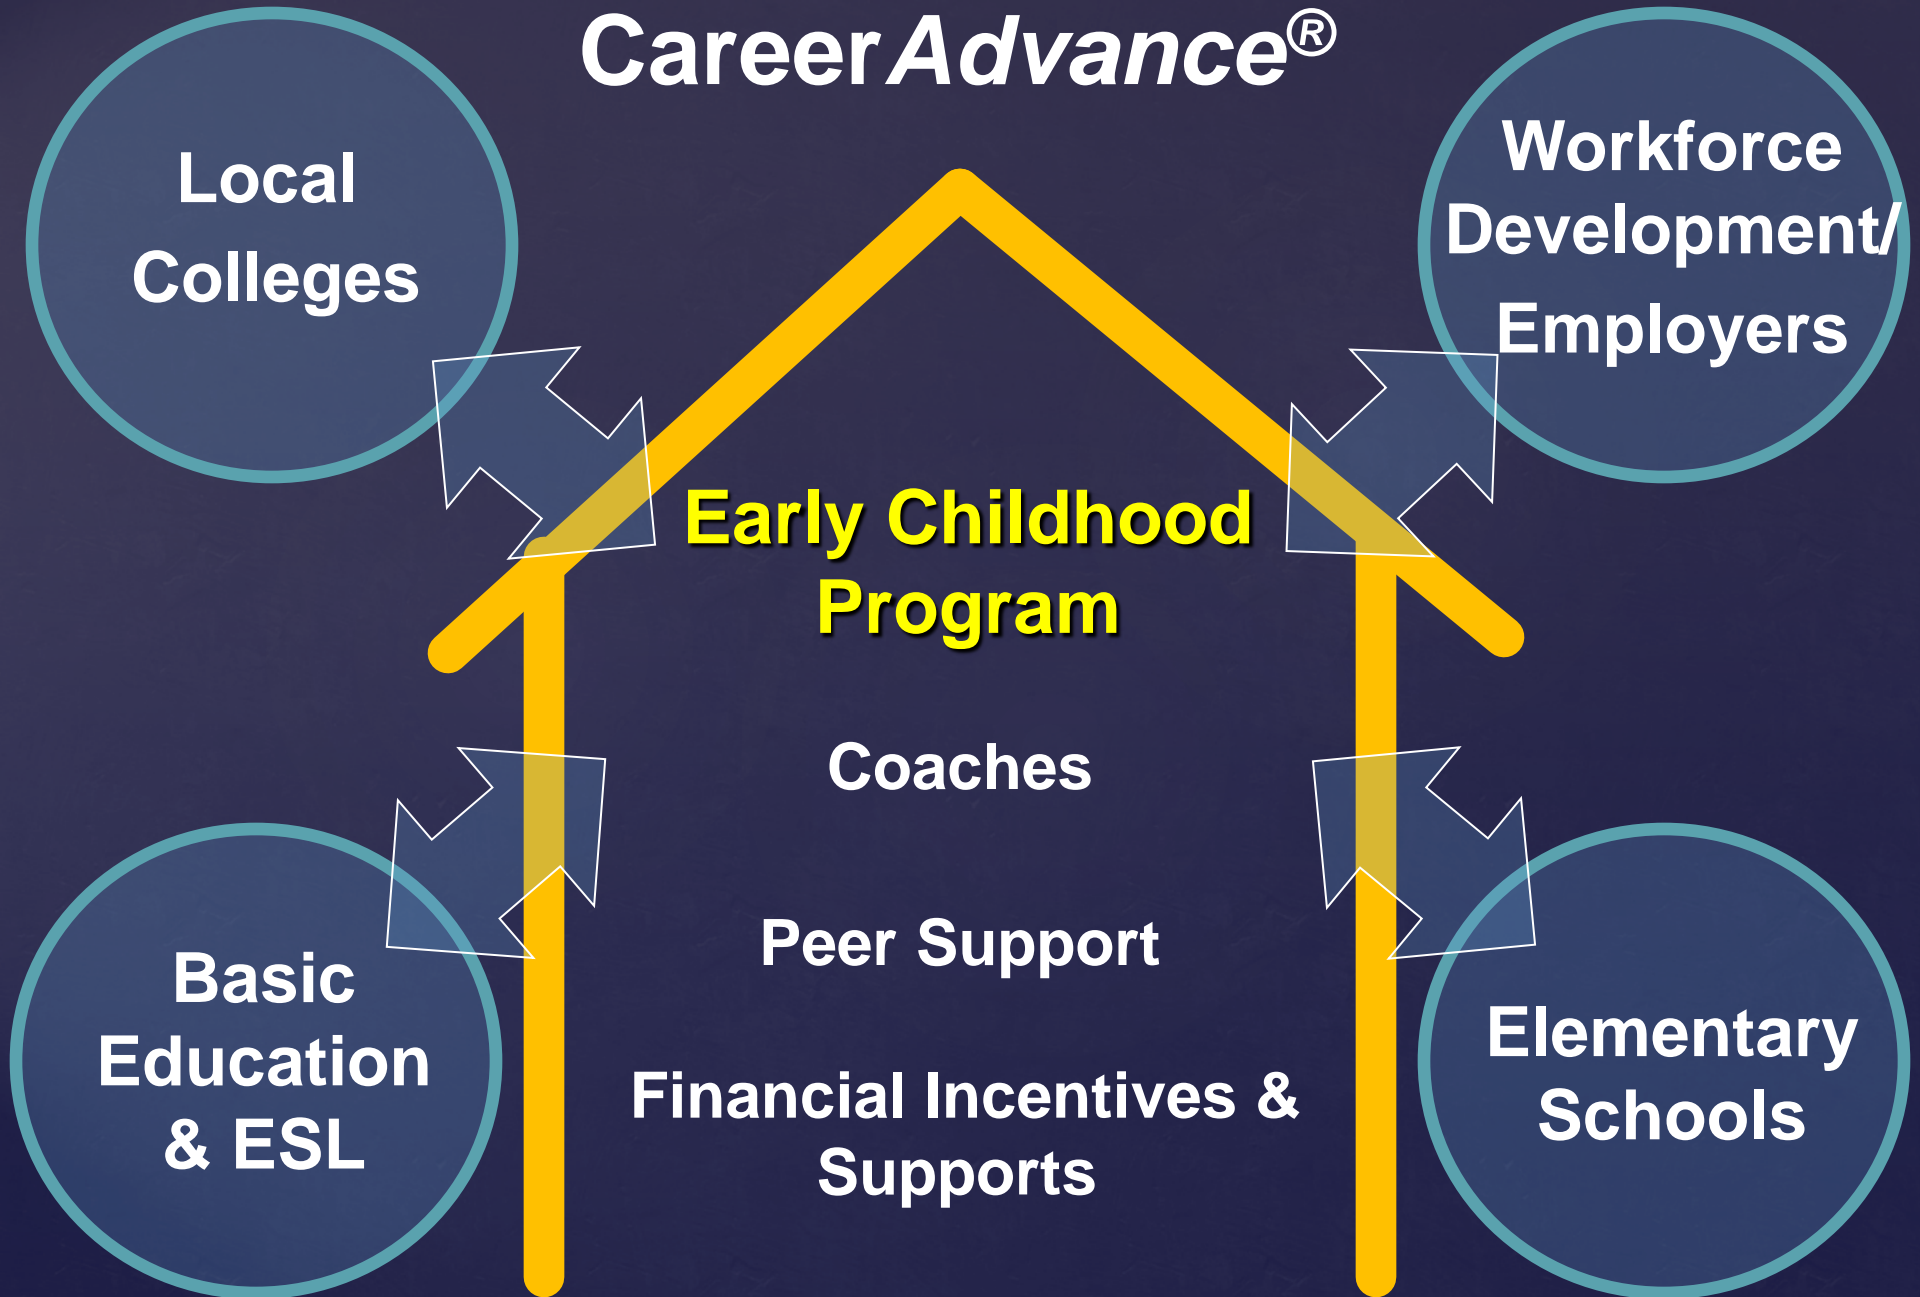 CareerAdvance®
Local
Colleges
Workforce
Development/
Employers
Early Childhood
Program
Coaches
Peer Support
Financial Incentives &
Supports
Basic
Education
& ESL
Elementary
Schools